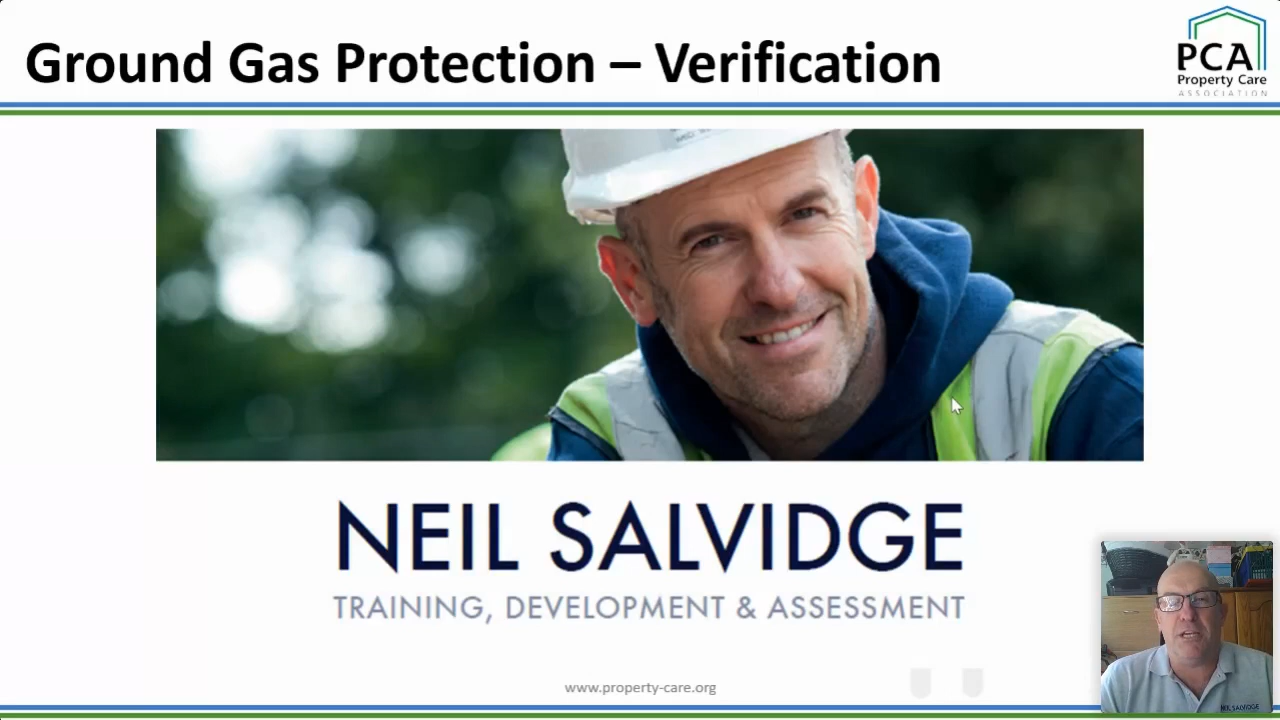 Ground Gas Protection – Verification
PCA
Property Care
ASSOCIATION
NEIL SALVIDGE
TRAINING, DEVELOPMENT & ASSESSMENT
www.property-care.org
NEIL SALVIDGE